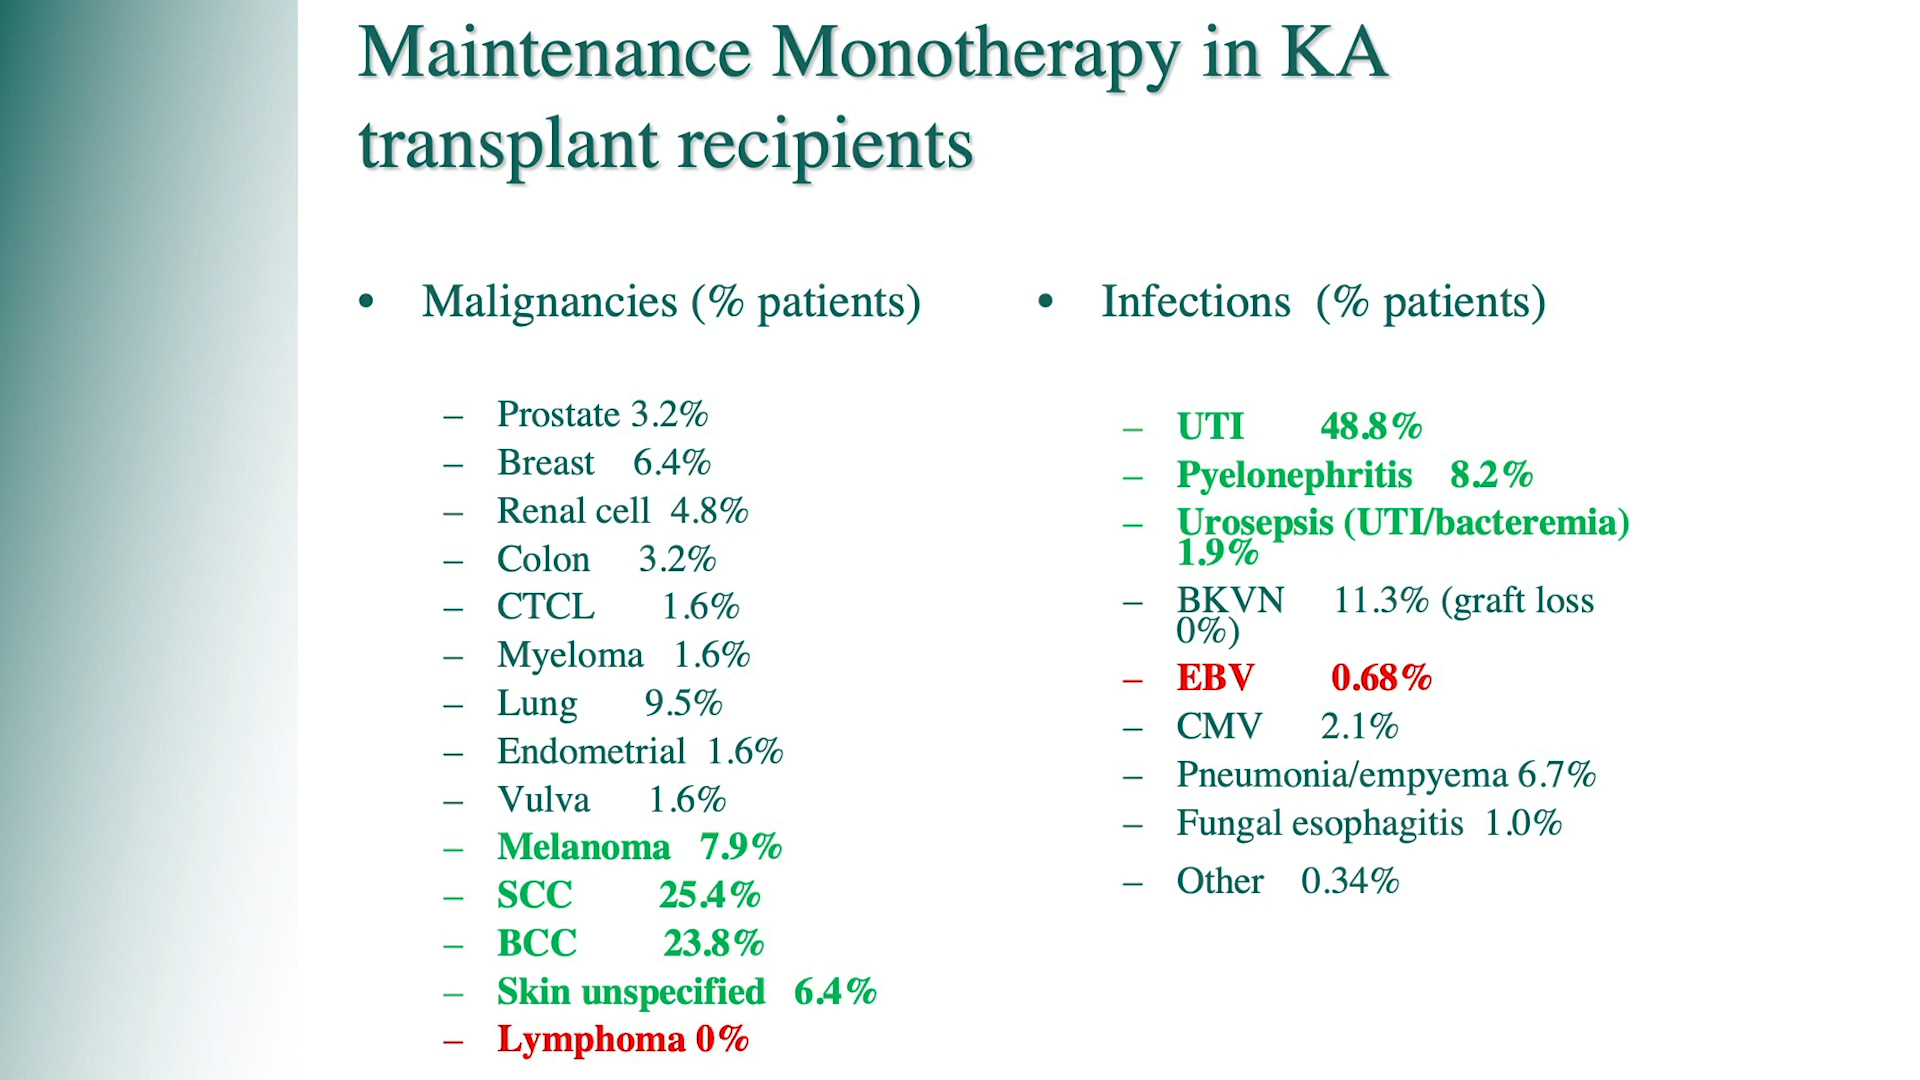 Maintenance Monotherapy in KA
transplant recipients
• Malignancies (% patients)
– Prostate 3.2%
– Breast 6.4%
– Renal cell 4.8%
– Colon 3.2%
– CTCL 1.6%
– Myeloma 1.6%
– Lung 9.5%
– Endometrial 1.6%
– Vulva 1.6%
– Melanoma 7.9%
– SCC 25.4%
– BCC 23.8%
– Skin unspecified 6.4%
– Lymphoma 0%
• Infections (% patients)
– UTI 48.8%
– Pyelonephritis 8.2%
– Urosepsis (UTI/bacteremia)
1.9%
– BKVN 11.3% (graft loss
0%)
– EBV 0.68%
– CMV 2.1%
– Pneumonia/empyema 6.7%
– Fungal esophagitis 1.0%
– Other 0.34%